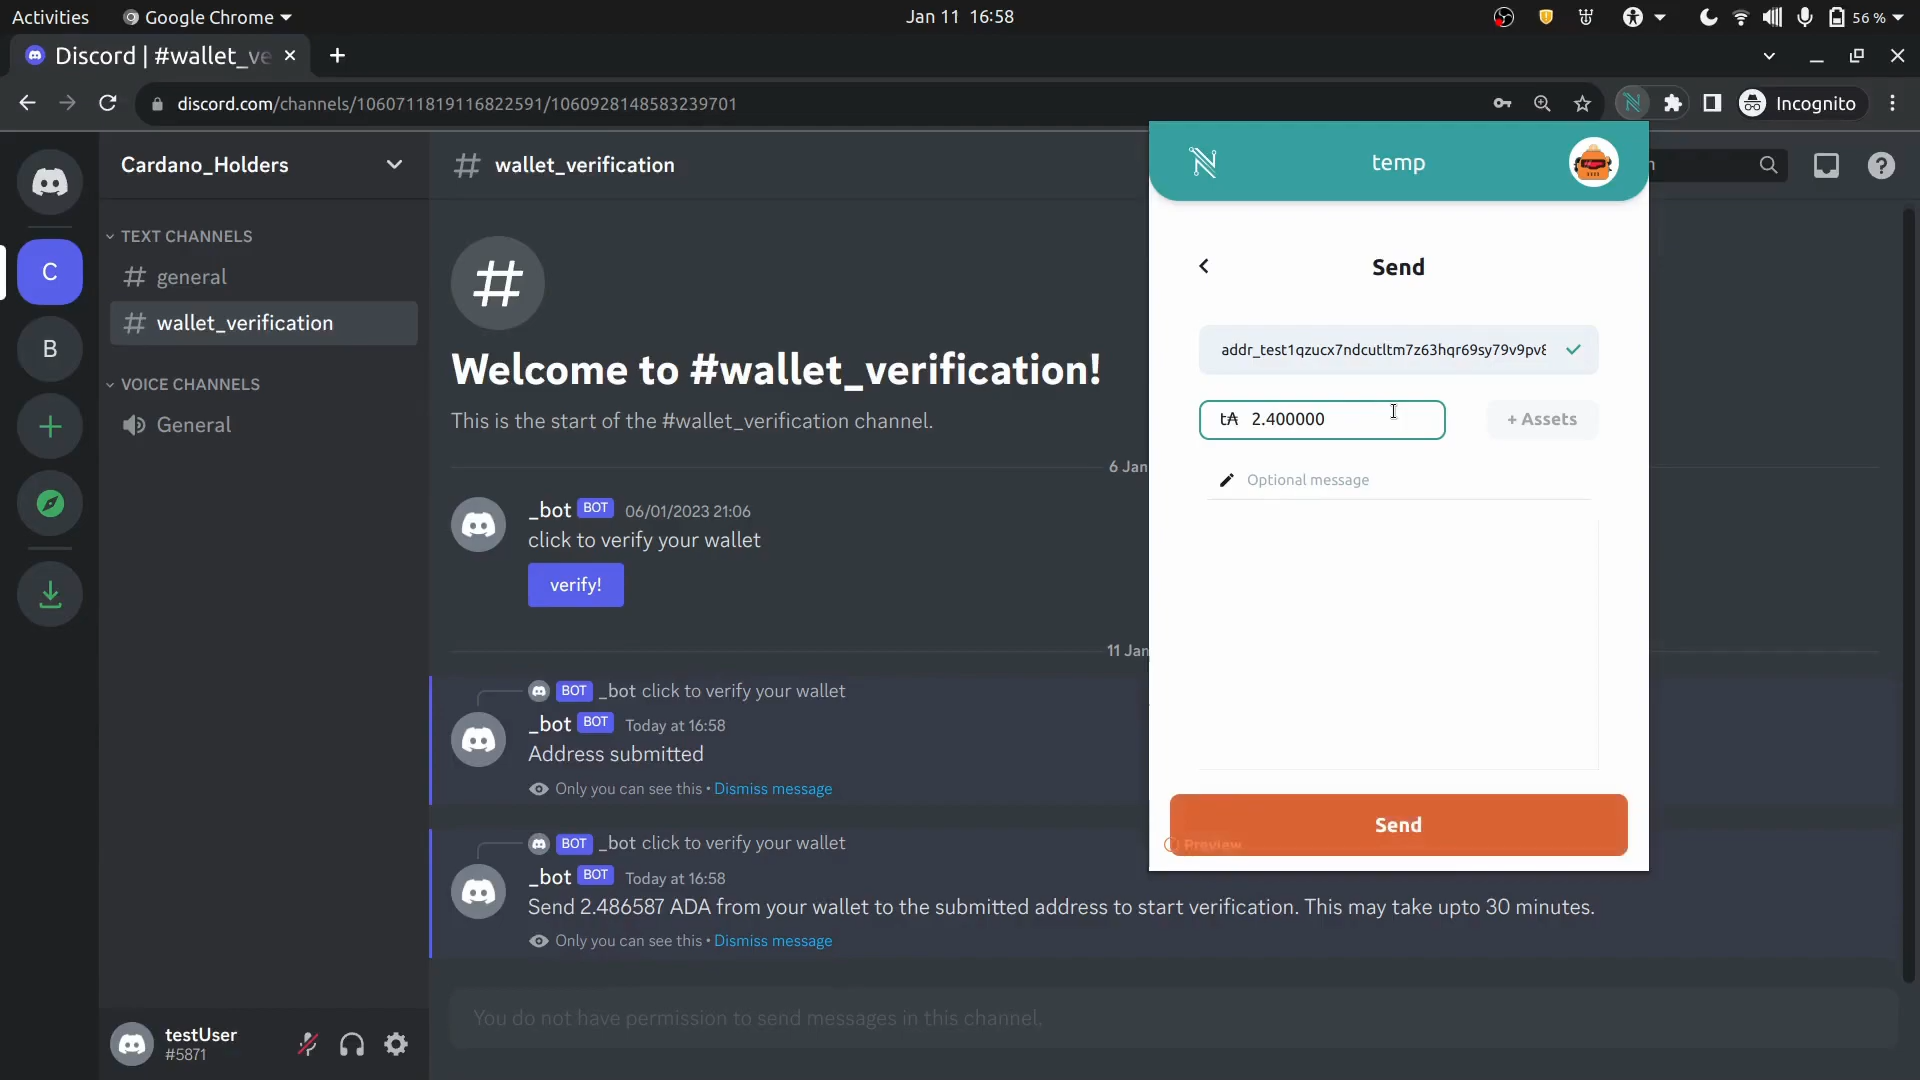 Activities
Google Chrome
Jan 11 16:58
56 %
Discord | #wallet_ve
discord.com/channels/1060711819116822591/1060928148583239701
Incognito
Cardano_Holders
wallet_verification
temp
TEXT CHANNELS
general
wallet_verification
VOICE CHANNELS
General
C
B
Welcome to #wallet_verification!
This is the start of the #wallet_verification channel.
6 Jan
_bot BOT 06/01/2023 21:06
click to verify your wallet
verify!
11 Jan
BOT _bot click to verify your wallet
_bot BOT Today at 16:58
Address submitted
Only you can see this • Dismiss message
BOT _bot click to verify your wallet
_bot BOT Today at 16:58
Send 2.486587 ADA from your wallet to the submitted address to start verification. This may take upto 30 minutes.
Only you can see this • Dismiss message
You do not have permission to send messages in this channel.
testUser
#5871
Send
addr_test1qzucx7ndcutltm7z63hqr69sy79v9pv8
t₳ 2.400000
+ Assets
Optional message
Send
Preview